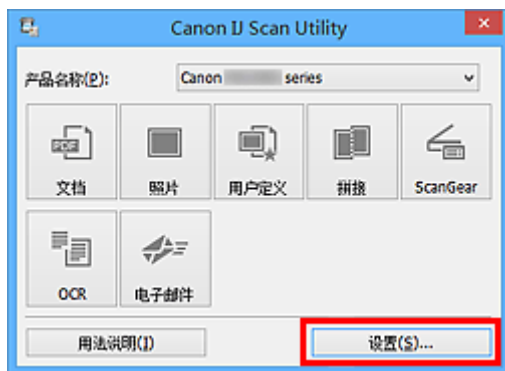 Canon IJ Scan Utility
产品名称(P): Canon series
PDF
文档 照片 用户定义 拼接 ScanGear
OCR 电子邮件
用法说明(I) 设置(S)...